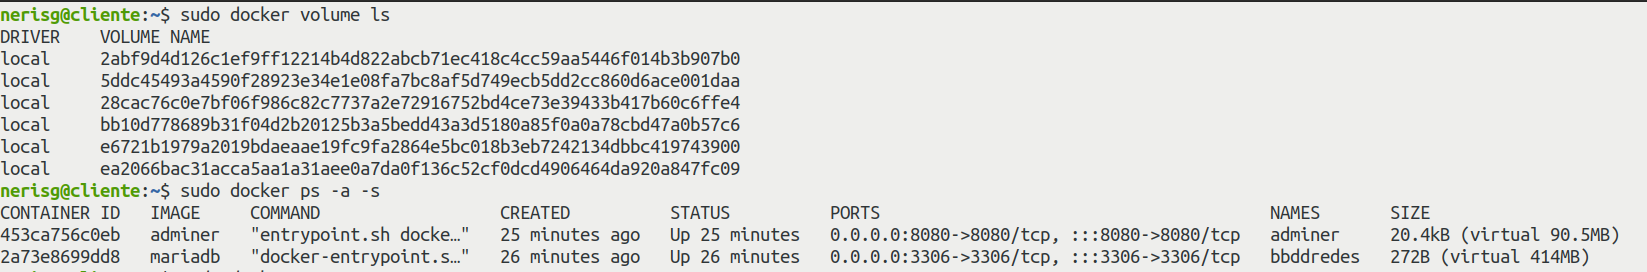 nerisg@cliente:~$ sudo docker volume ls
DRIVER    VOLUME NAME
local     2abf9d4d126c1ef9ff12214b4d822abcb71ec418c4cc59aa5446f014b3b907b0
local     5ddc45493a4590f28923e34e1e08fa7bc8af5d749ecb5dd2cc860d6ace001daa
local     28cac76c0e7bf06f986c82c7737a2e72916752bd4ce73e39433b417b60c6ffe4
local     bb10d778689b31f04d2b20125b3a5bedd43a3d5180a85f0a0a78cbd47a0b57c6
local     e6721b1979a2019bdaeaae19fc9fa2864e5bc018b3eb7242134dbbc419743900
local     ea2066bac31acca5aa1a31aee0a7da0f136c52cf0dcd4906464da920a847fc09
nerisg@cliente:~$ sudo docker ps -a -s
CONTAINER ID   IMAGE     COMMAND                  CREATED          STATUS          PORTS                                       NAMES       SIZE
453ca756c0eb   adminer   "entrypoint.sh docke…"   25 minutes ago   Up 25 minutes   0.0.0.0:8080->8080/tcp, :::8080->8080/tcp   adminer     20.4kB (virtual 90.5MB)
2a73e8699dd8   mariadb   "docker-entrypoint.s…"   26 minutes ago   Up 26 minutes   0.0.0.0:3306->3306/tcp, :::3306->3306/tcp   bbddredes   272B (virtual 414MB)